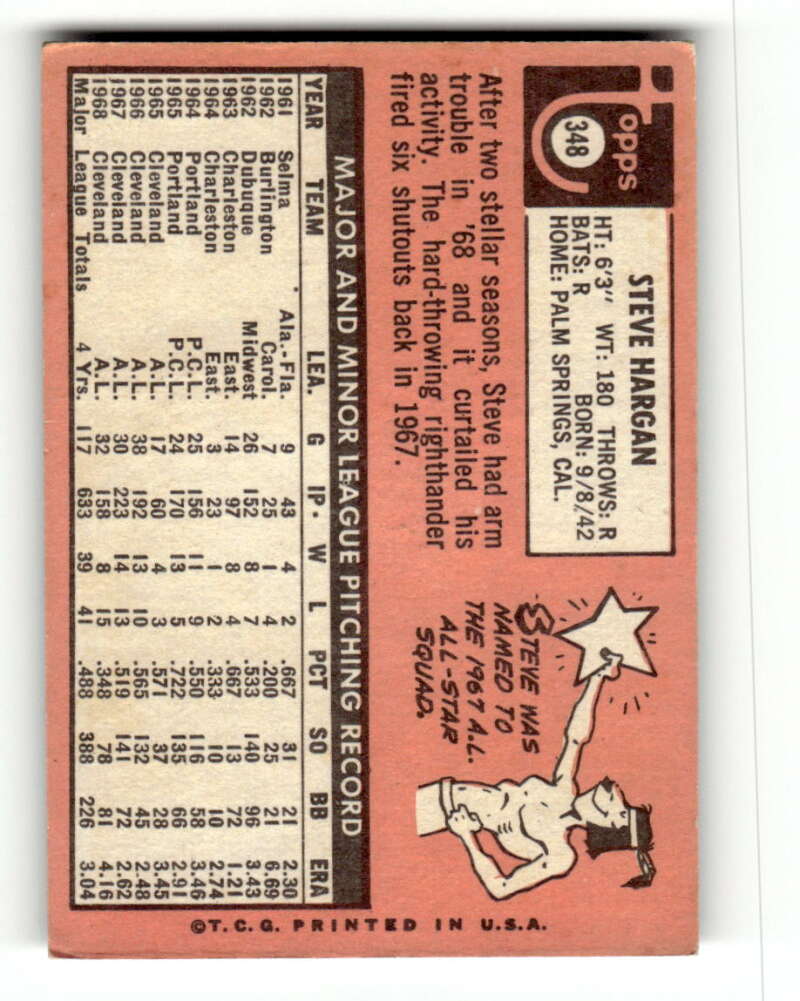 Topps
348
STEVE HARGAN
HT: 6'3" WT: 180 THROWS: R
BATS: R BORN: 9/8/42
HOME: PALM SPRINGS, CAL.
After two stellar seasons, Steve had arm
trouble in '68 and it curtailed his
activity. The hard-throwing righthander
fired six shutouts back in 1967.
STEVE WAS
NAMED TO
THE 1967 A.L.
ALL-STAR
SQUAD.
MAJOR AND MINOR LEAGUE PITCHING RECORD
YEAR TEAM LEA. G IP. W L PCT SO BB ERA
1961 Selma Ala.-Fla. 9 43 4 2 .667 31 21 2.30
1962 Burlington Carol. 7 25 1 4 .200 25 21 6.69
1962 Dubuque Midwest 26 152 8 7 .533 140 96 3.43
1963 Charleston East. 14 97 8 4 .667 13 72 1.21
1964 Charleston East. 3 23 1 2 .333 10 10 2.74
1964 Portland P.C.L. 25 156 11 9 .550 116 58 3.46
1965 Portland P.C.L. 24 170 13 5 .722 135 66 2.91
1965 Cleveland A.L. 17 60 4 3 .571 37 28 3.45
1966 Cleveland A.L. 38 192 13 10 .565 132 45 2.48
1967 Cleveland A.L. 30 223 14 13 .519 141 72 2.62
1968 Cleveland A.L. 32 158 8 15 .348 78 81 4.16
Major League Totals 4 Yrs. 117 633 39 41 .488 388 226 3.04
©T.C.G. PRINTED IN U.S.A.